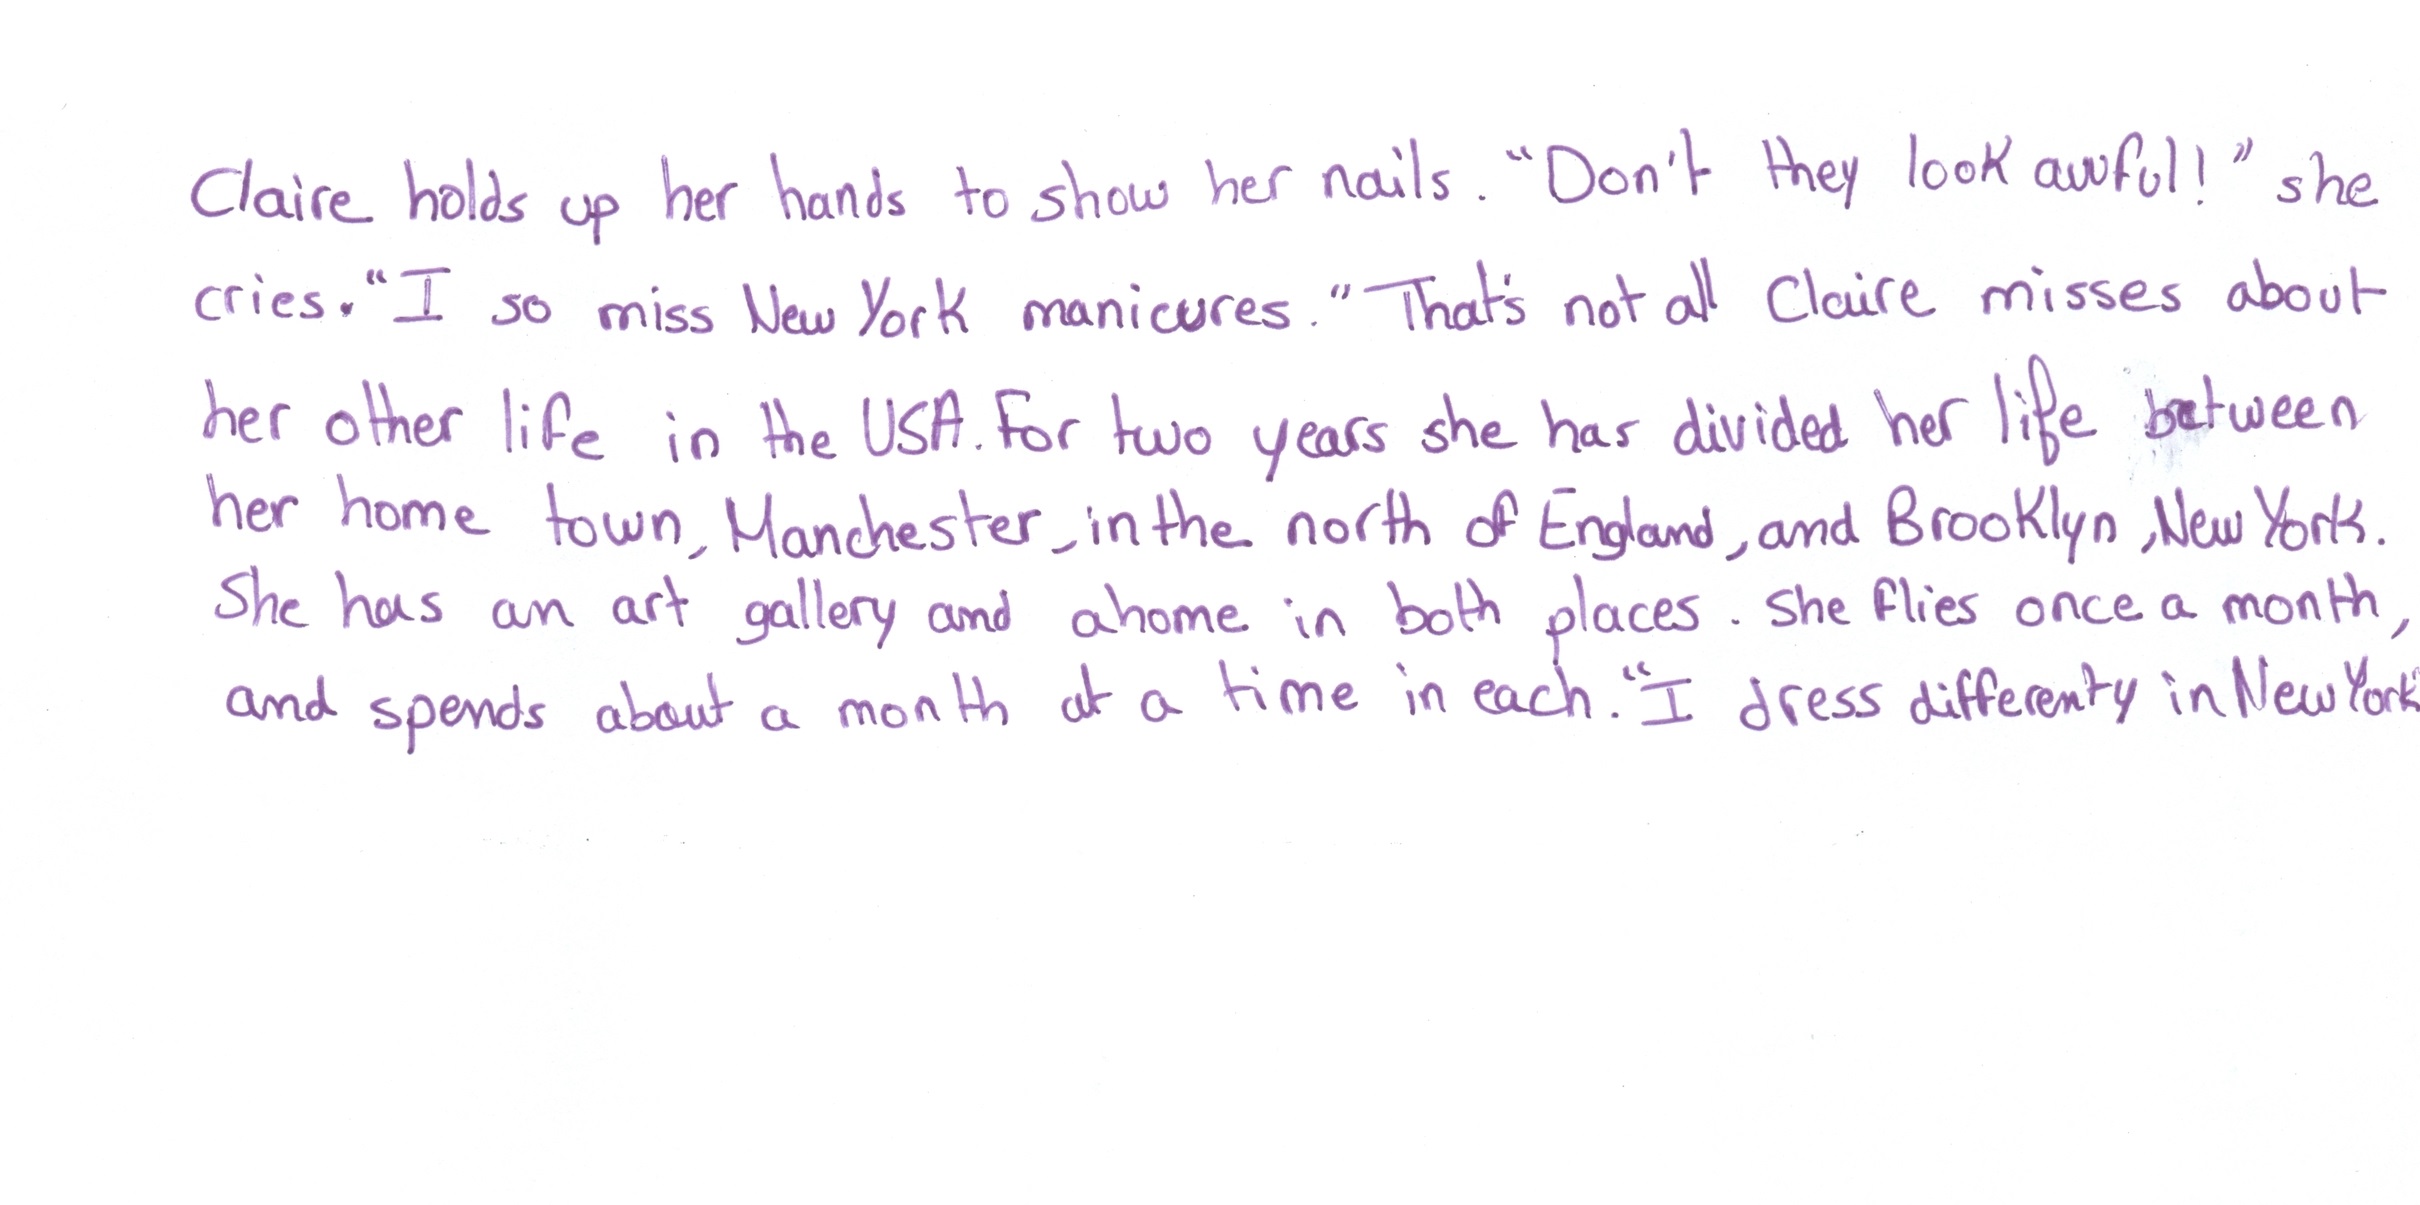 Claire holds up her hands to show her nails. "Don't they look awful!" she
cries. "I so miss New York manicures." That's not all Claire misses about
her other life in the USA. For two years she has divided her life between
her home town, Manchester, in the north of England, and Brooklyn, New York.
She has an art gallery and ahome in both places. She flies once a month,
and spends about a month at a time in each. "I dress differenty in New York